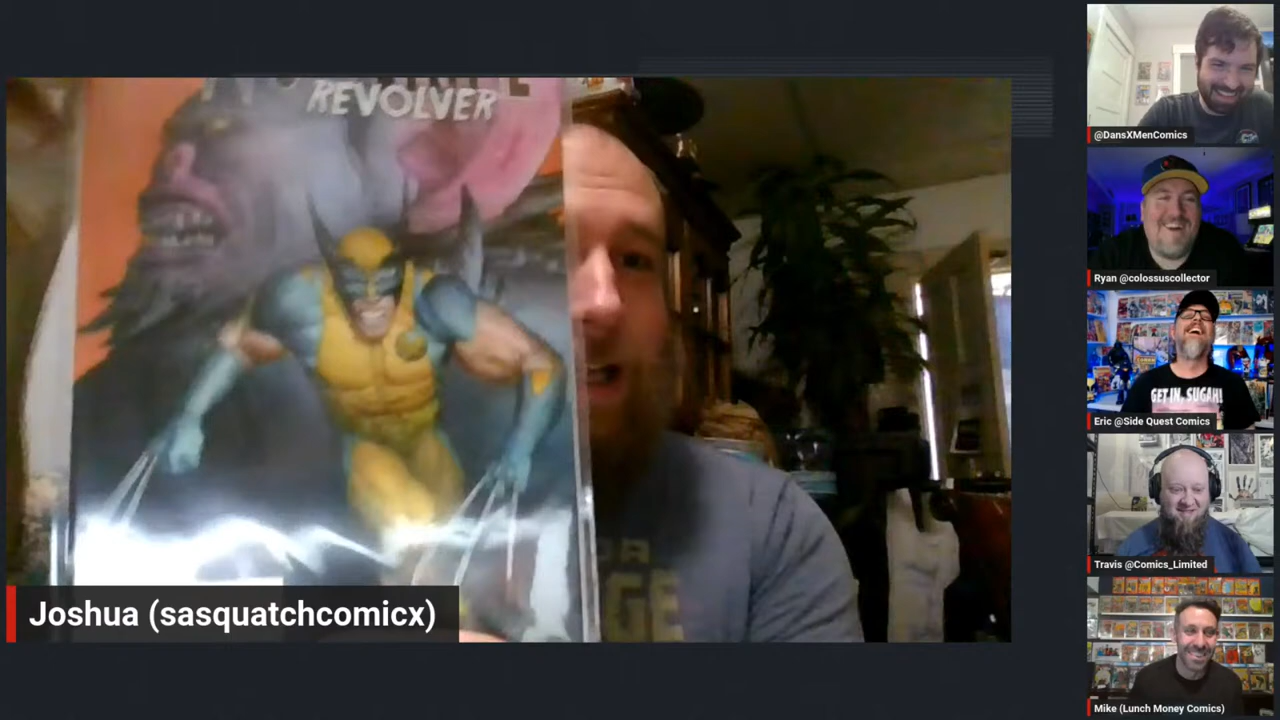 REVOLVER
Joshua (sasquatchcomicx)
@DansXMenComics
Ryan @colossuscollector
GET IN, SUGAH!
Eric @Side Quest Comics
Travis @Comics_Limited
Mike (Lunch Money Comics)